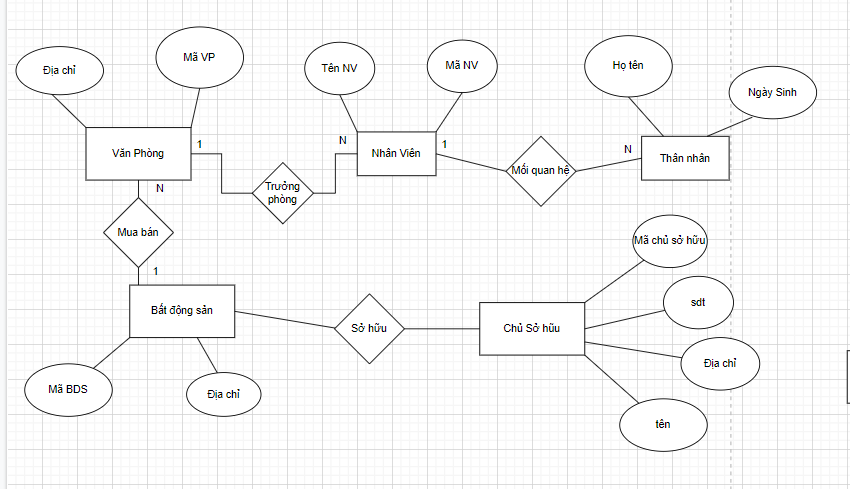 Địa chỉ
Mã VP
Tên NV
Mã NV
Họ tên
Ngày Sinh
Văn Phòng
1
N
Nhân Viên
1
N
Thân nhân
Mối quan hệ
Trưởng
phòng
N
Mua bán
1
Mã chủ sở hữu
Bất động sản
sdt
Sở hữu
Chủ Sở hữu
Địa chỉ
Mã BDS
Địa chỉ
tên